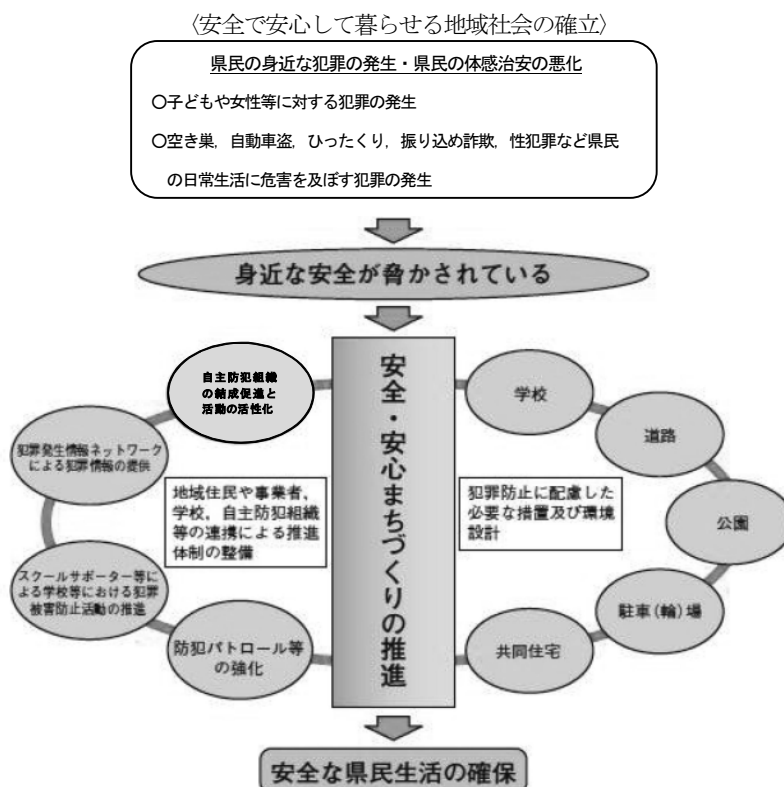 〈安全で安心して暮らせる地域社会の確立〉
県民の身近な犯罪の発生・県民の体感治安の悪化
○子どもや女性等に対する犯罪の発生
○空き巣，自動車盗，ひったくり，振り込め詐欺，性犯罪など県民
の日常生活に危害を及ぼす犯罪の発生
身近な安全が脅かされている
安全・安心まちづくりの推進
自主防犯組織
の結成促進と
活動の活性化
犯罪発生情報ネットワーク
による犯罪情報の提供
地域住民や事業者、
学校、自主防犯組織
等の連携による推進
体制の整備
スクールサポーター等に
よる学校等における犯罪
被害防止活動の推進
防犯パトロール等
の強化
学校
道路
犯罪防止に配慮した
必要な措置及び環境
設計
公園
駐車(輪)場
共同住宅
安全な県民生活の確保